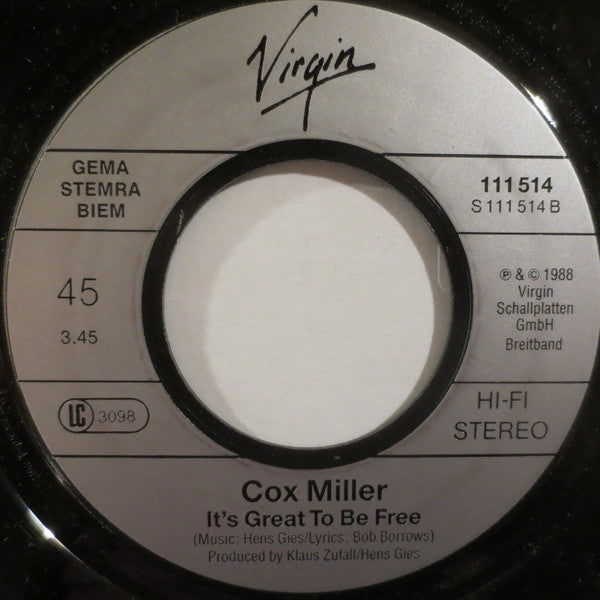 Virgin
GEMA
STEMRA
BIEM
111 514
S 111 514 B
45
3.45
℗ & © 1988
Virgin
Schallplatten
GmbH
Breitband
LC 3098
HI-FI
STEREO
Cox Miller
It's Great To Be Free
(Music: Hens Gies/Lyrics: Bob Borrows)
Produced by Klaus Zufall/Hens Gies